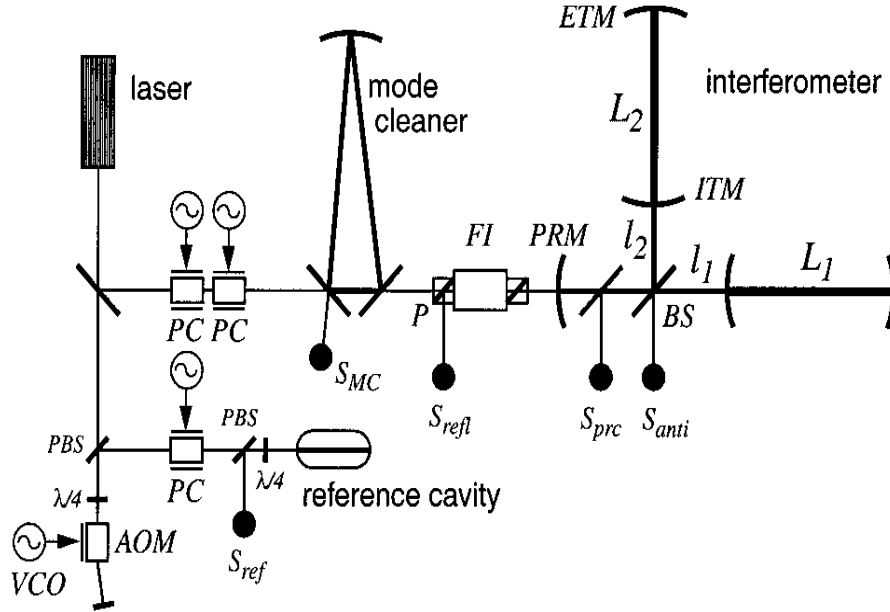 ETM
laser
mode
cleaner
interferometer
L2
ITM
FI
PRM
l2
l1
L1
P
BS
PC
PC
SMC
Srefl
Sprc
Santi
PBS
PBS
PC
λ/4
reference cavity
λ/4
AOM
Sref
VCO